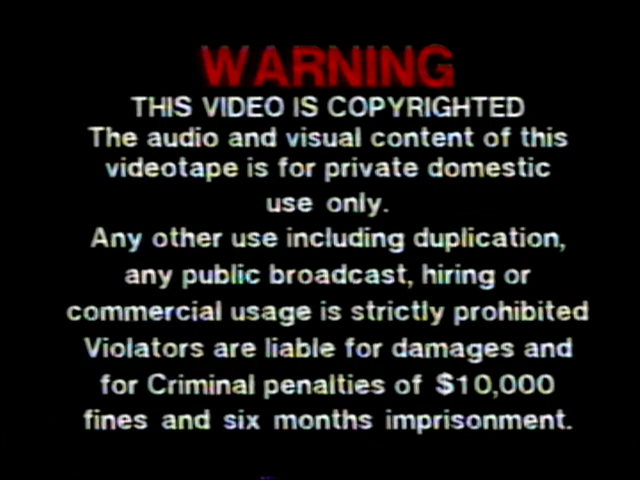 WARNING
THIS VIDEO IS COPYRIGHTED
The audio and visual content of this
videotape is for private domestic
use only.
Any other use including duplication,
any public broadcast, hiring or
commercial usage is strictly prohibited
Violators are liable for damages and
for Criminal penalties of $10,000
fines and six months imprisonment.